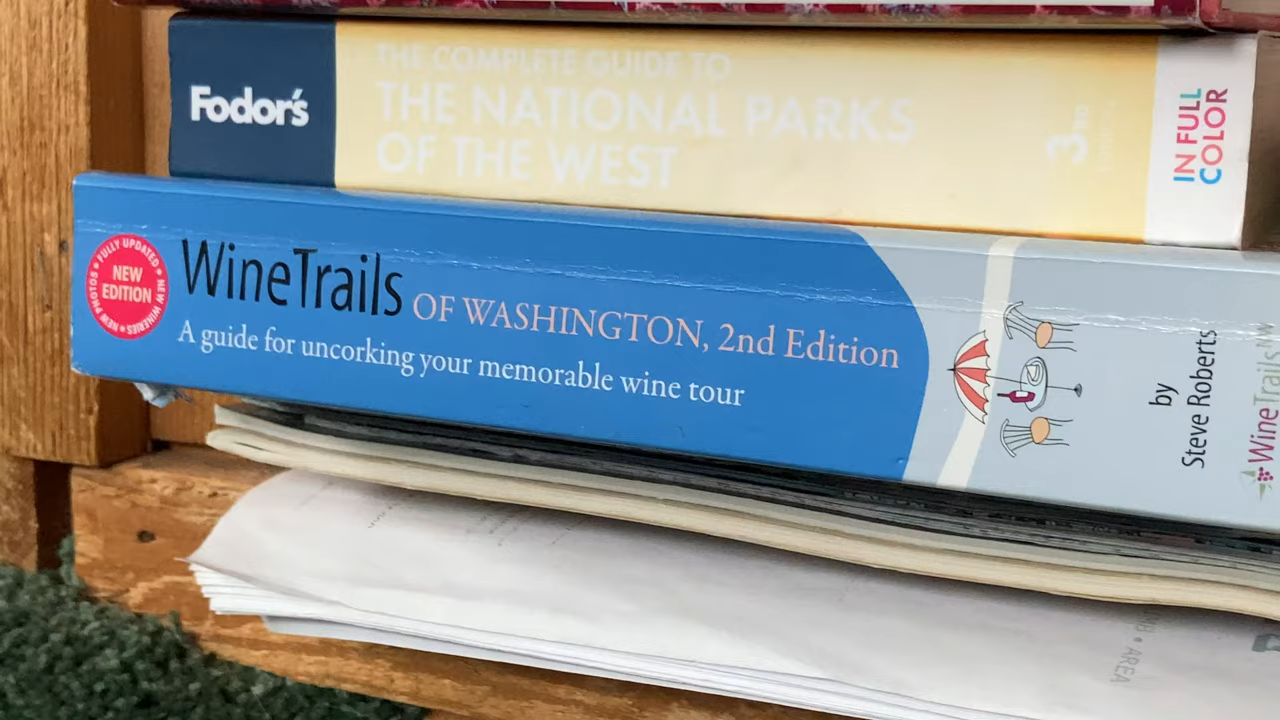 Fodor's
THE COMPLETE GUIDE TO
THE NATIONAL PARKS
OF THE WEST
3RD
IN FULL
COLOR
FULLY UPDATED • NEW WINERIES • NEW PHOTOS •
NEW
EDITION
WineTrails OF WASHINGTON, 2nd Edition
A guide for uncorking your memorable wine tour
by
Steve Roberts
WineTrails NW
AREA